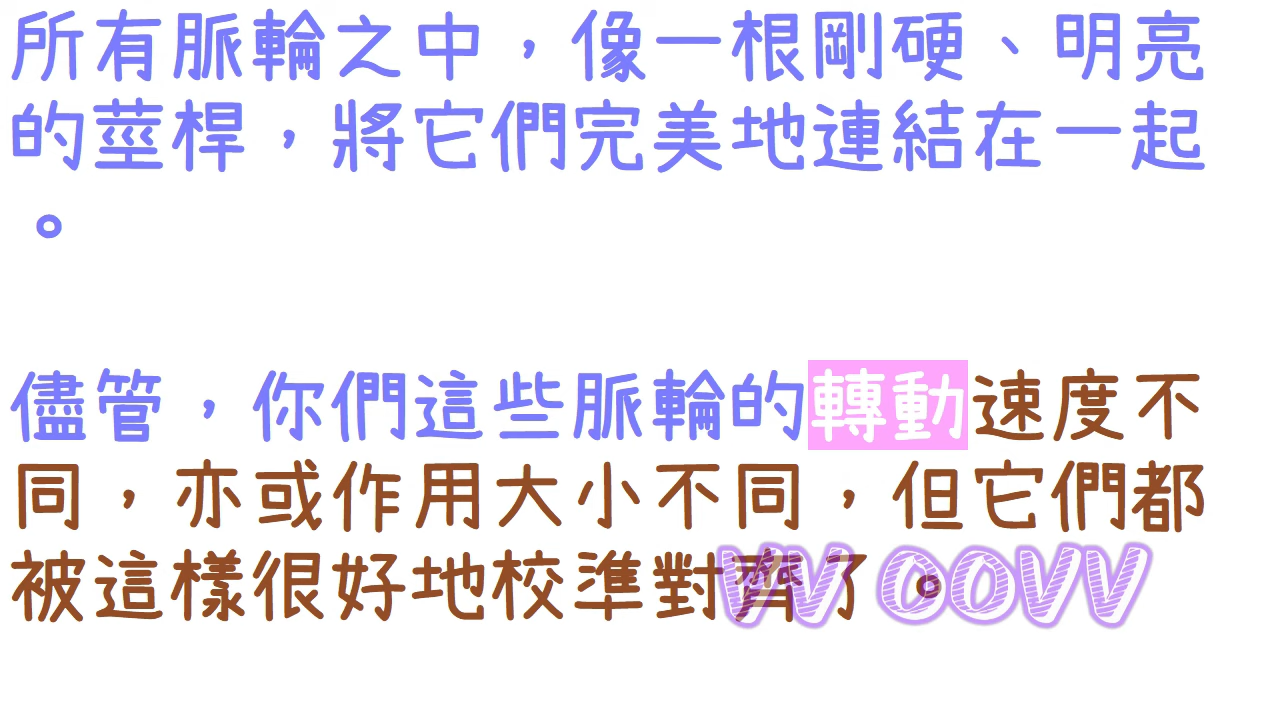 所有脈輪之中，像一根剛硬、明亮
的莖桿，將它們完美地連結在一起
。
儘管，你們這些脈輪的轉動速度不
同，亦或作用大小不同，但它們都
被這樣很好地校準對齊了。
VV OOVV